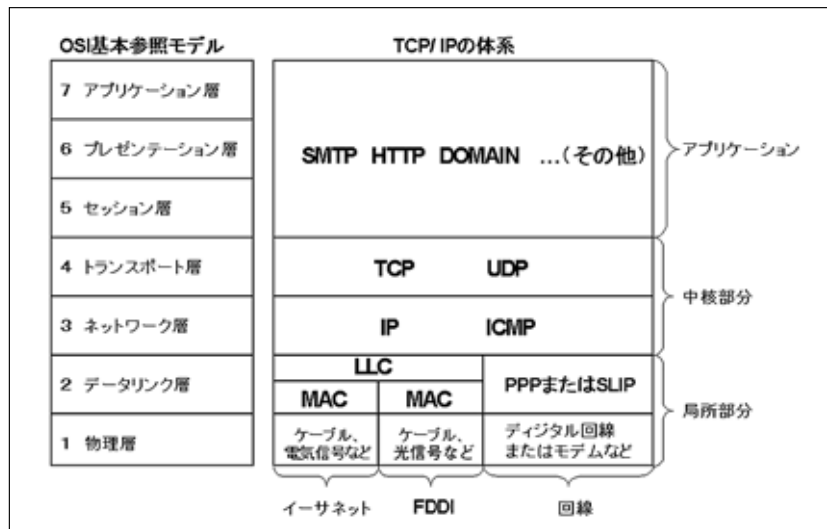 OSI基本参照モデル
TCP/IPの体系
7 アプリケーション層
6 プレゼンテーション層
5 セッション層
4 トランスポート層
3 ネットワーク層
2 データリンク層
1 物理層
SMTP HTTP DOMAIN ...(その他)
TCP UDP
IP ICMP
LLC
MAC MAC
PPPまたはSLIP
ケーブル、
電気信号など
ケーブル、
光信号など
ディジタル回線
またはモデムなど
アプリケーション
中核部分
局所部分
イーサネット
FDDI
回線